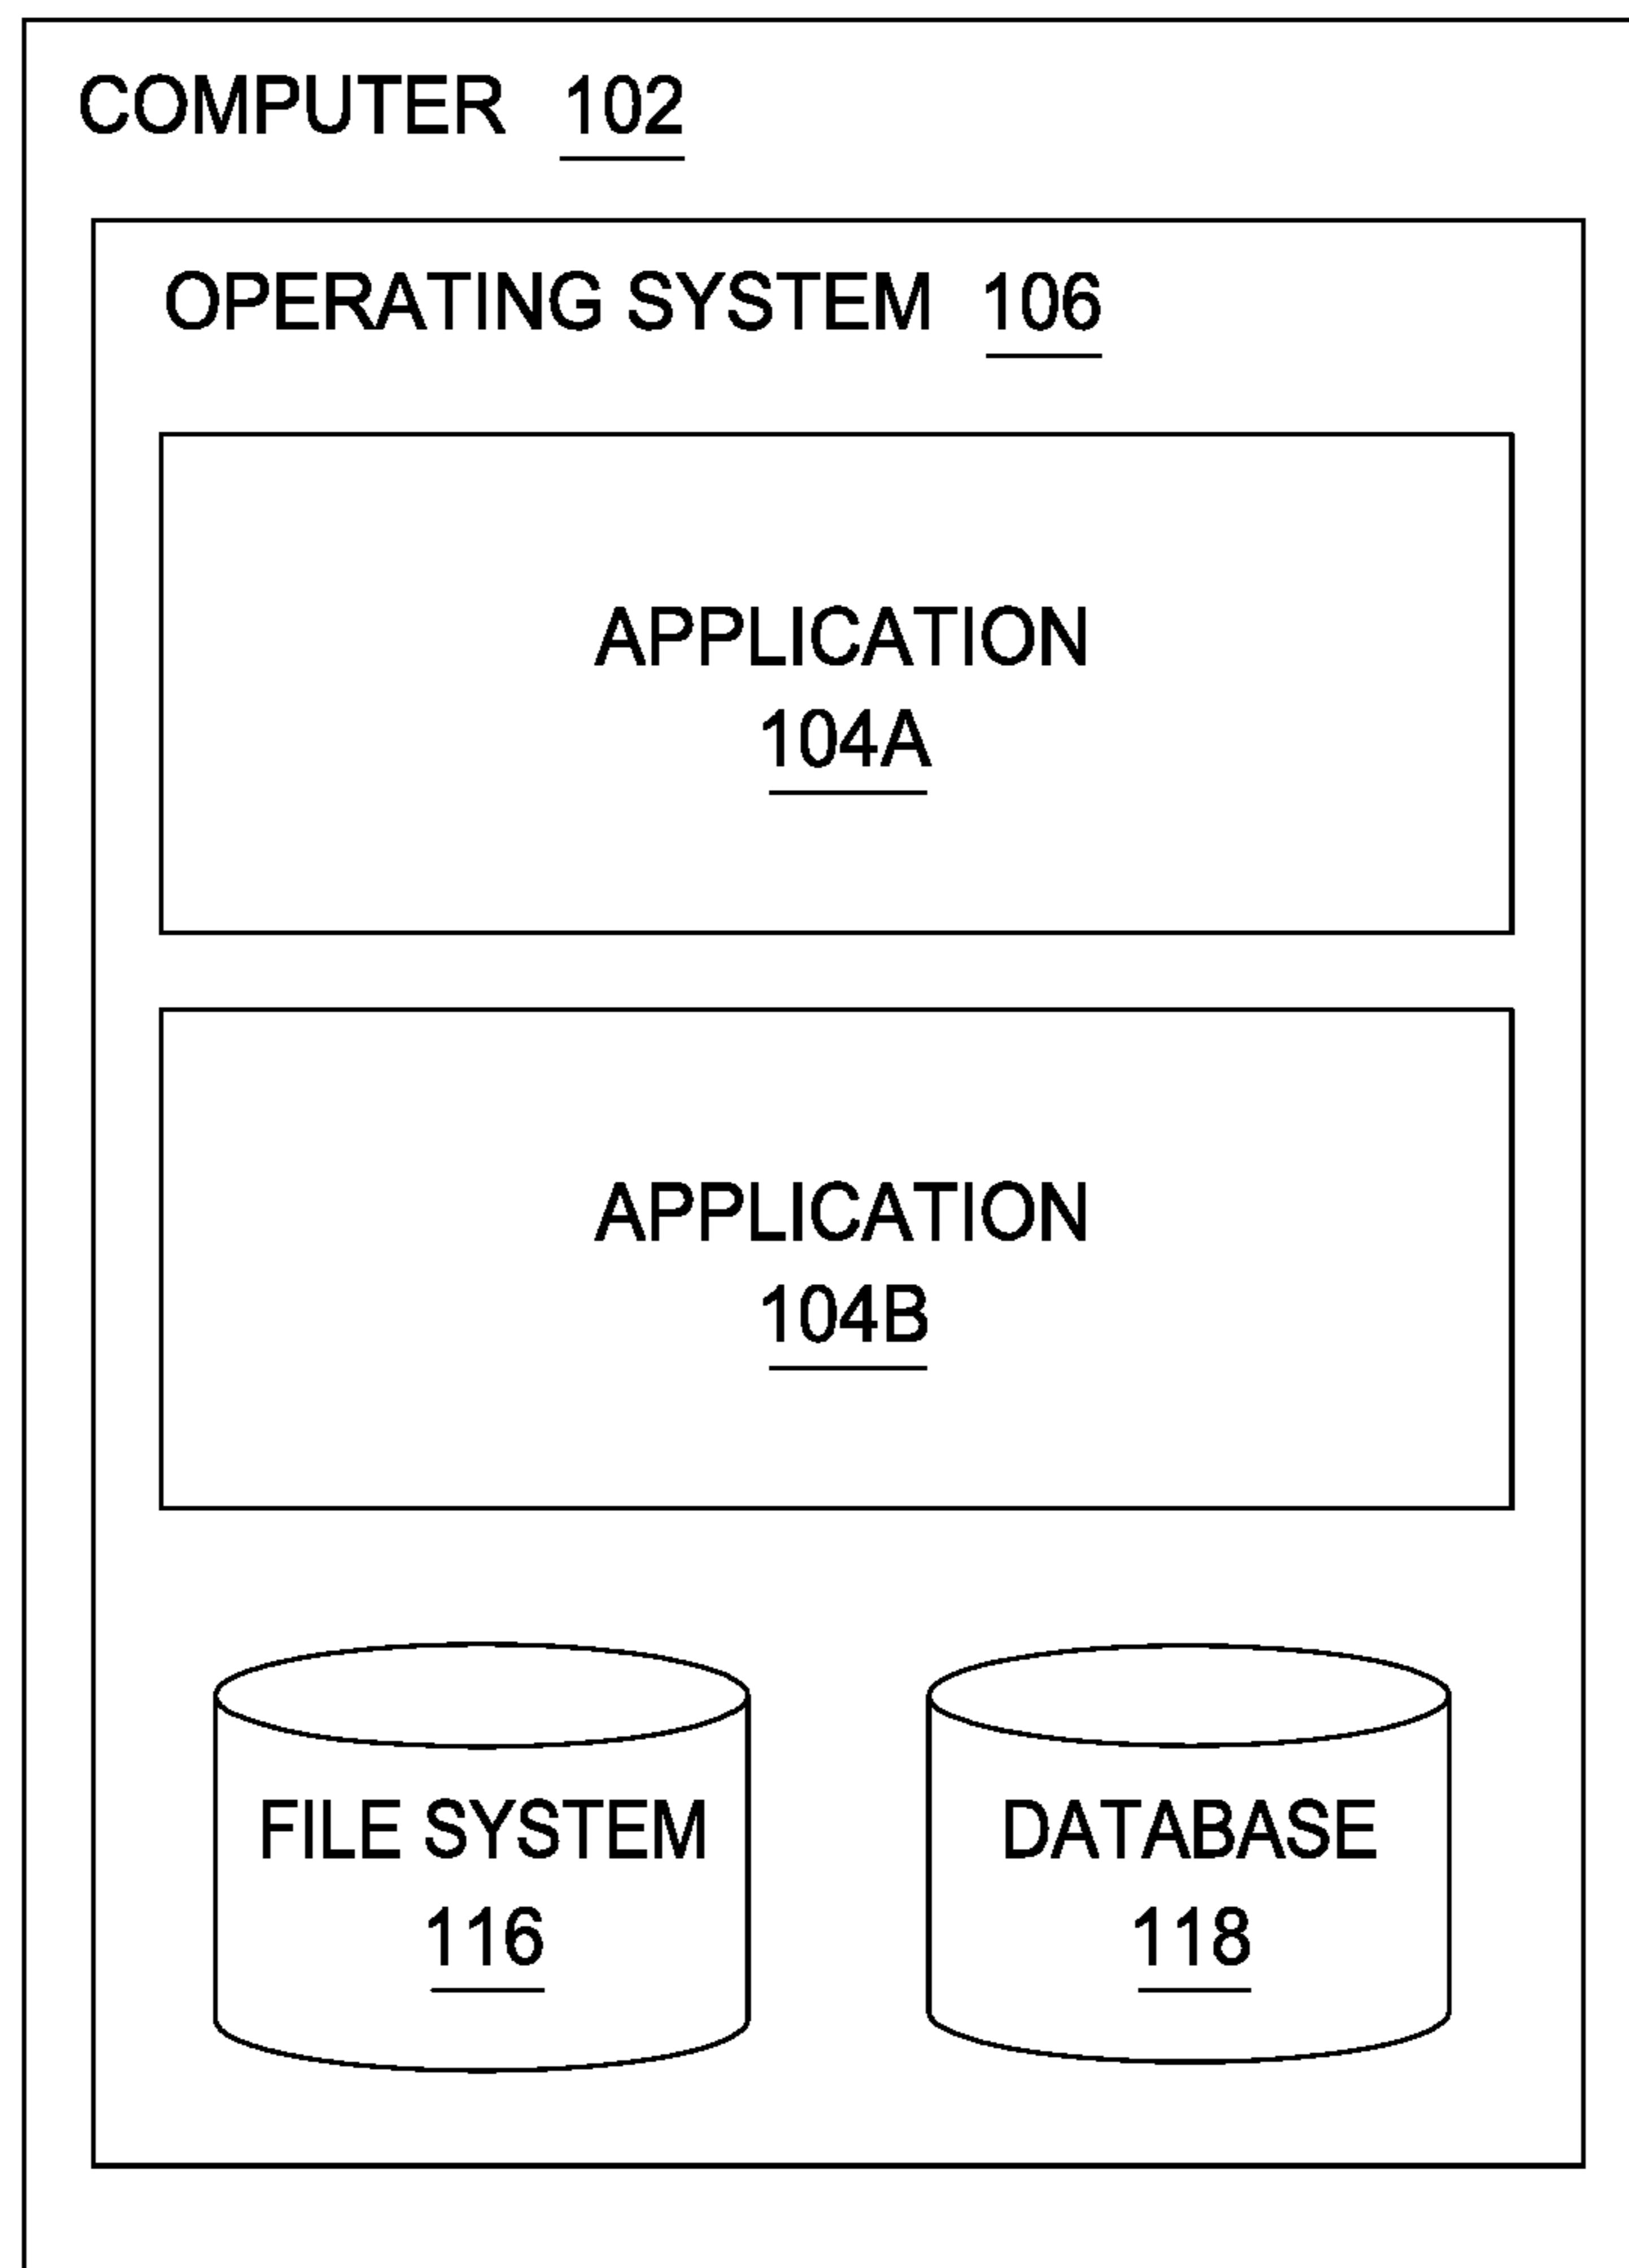 COMPUTER 102
OPERATING SYSTEM 106
APPLICATION
104A
APPLICATION
104B
FILE SYSTEM
116
DATABASE
118